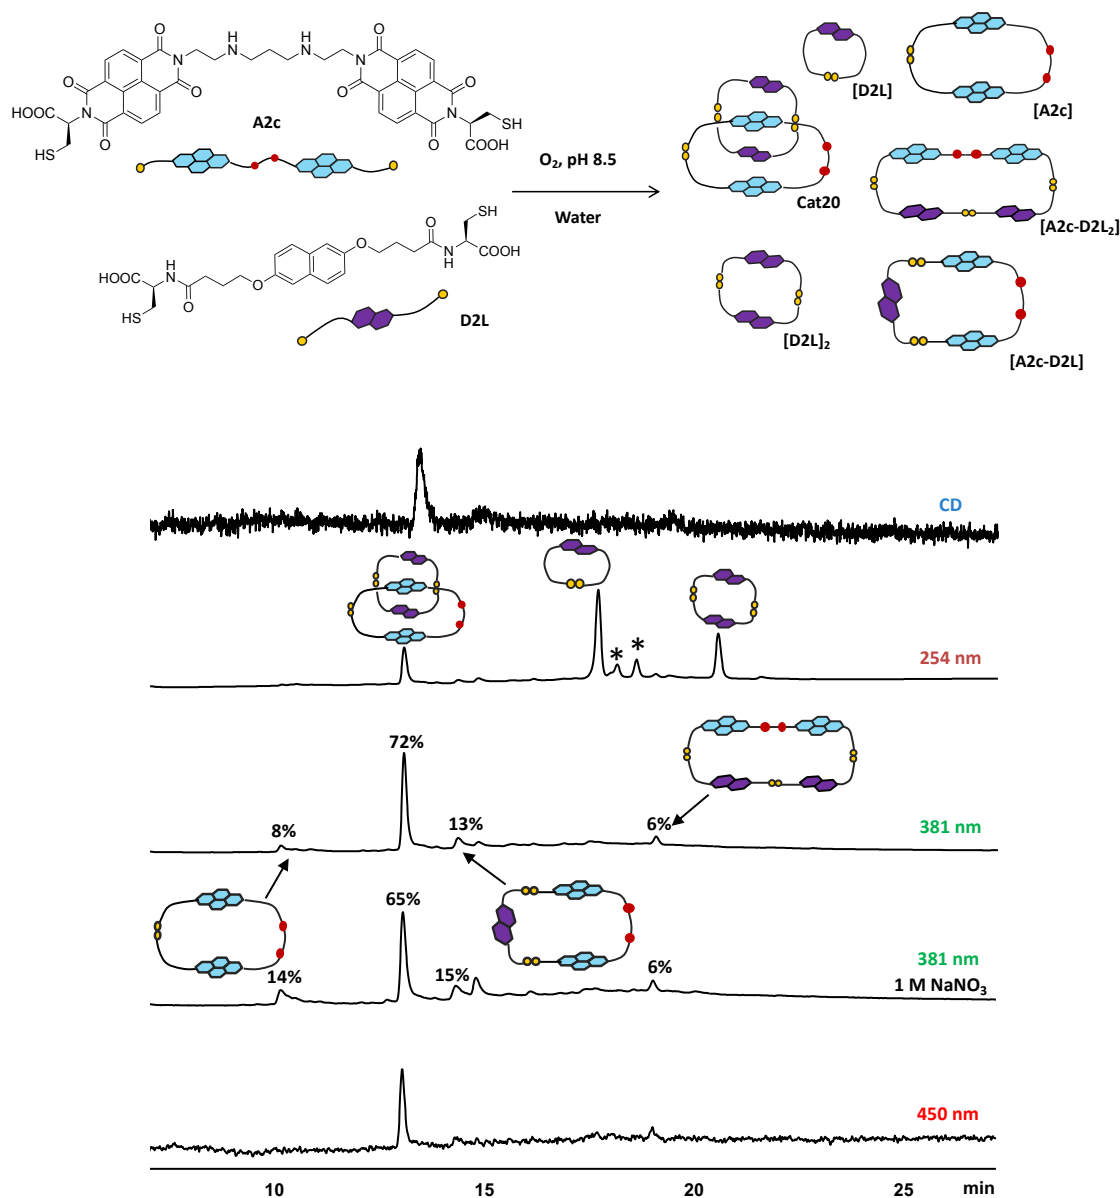 O O O O
N N H H N N
O O O O
HOOC N N COOH
SH HS
A2c
O₂, pH 8.5
Water
[D2L]
[A2c]
Cat20
[A2c-D2L₂]
SH
O
N H COOH
O
HOOC H N O
O
HS
D2L
[D2L]₂
[A2c-D2L]
CD
* *
254 nm
72%
8%
13%
6%
381 nm
65%
14%
15%
6%
381 nm
1 M NaNO₃
450 nm
10 15 20 25 min